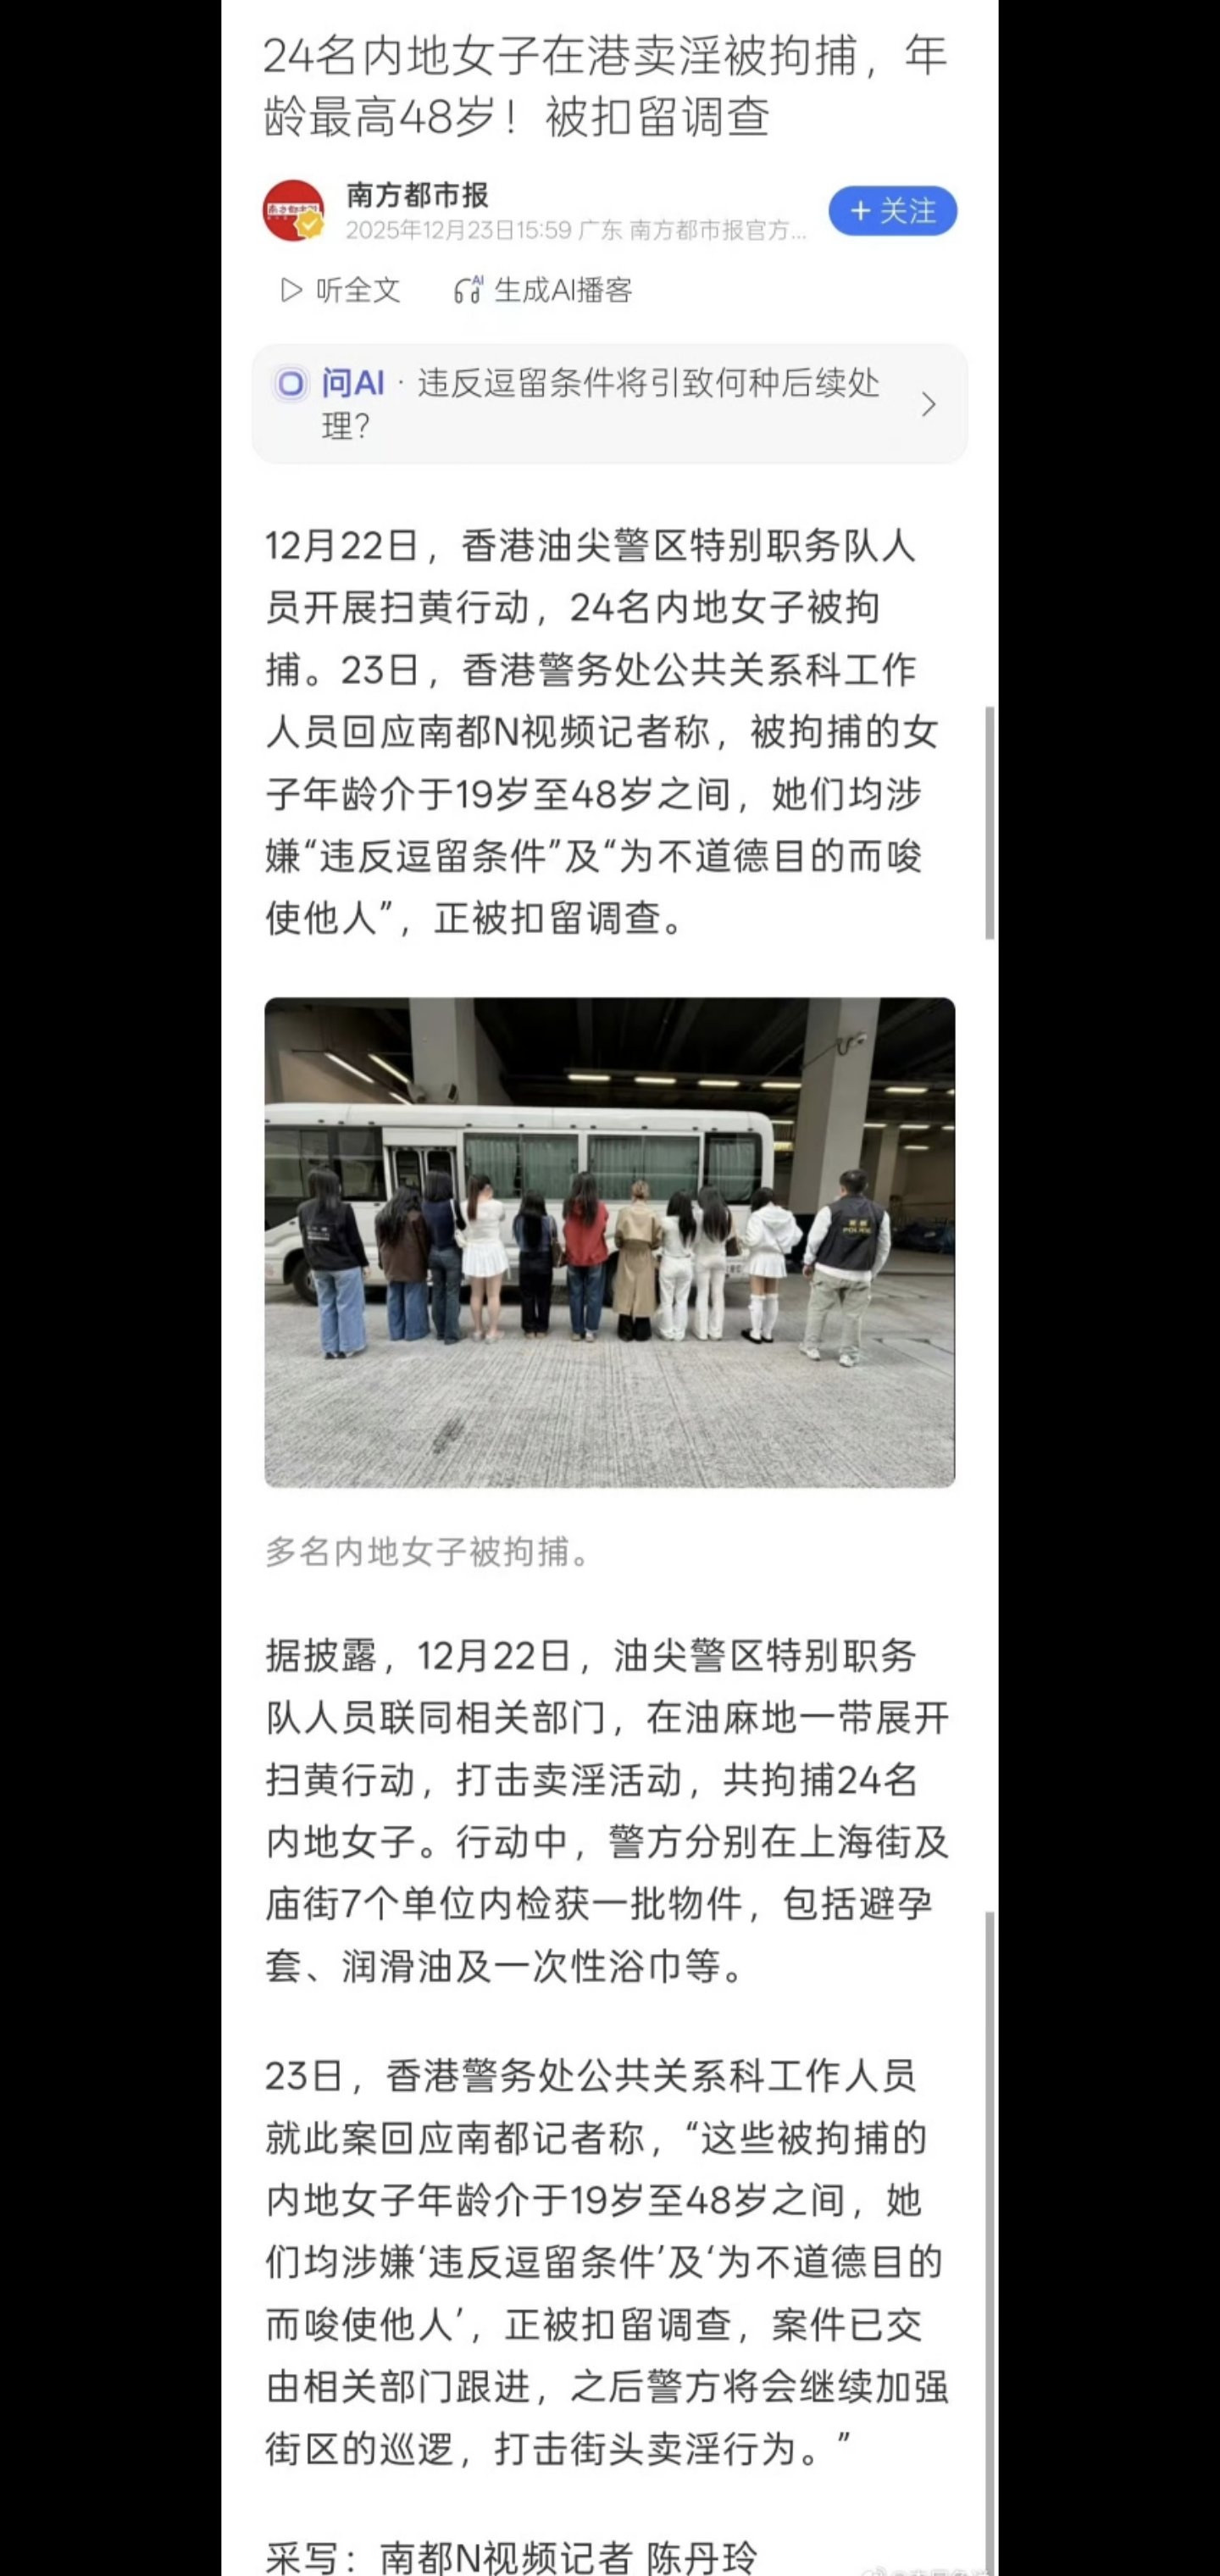 24名内地女子在港卖淫被拘捕，年
龄最高48岁！被扣留调查
南方都市报
2025年12月23日15:59 广东 南方都市报官方...
+ 关注
听全文
生成AI播客
问AI · 违反逗留条件将引致何种后续处
理？
12月22日，香港油尖警区特别职务队人
员开展扫黄行动，24名内地女子被拘
捕。23日，香港警务处公共关系科工作
人员回应南都N视频记者称，被拘捕的女
子年龄介于19岁至48岁之间，她们均涉
嫌“违反逗留条件”及“为不道德目的而唆
使他人”，正被扣留调查。
POLICE
多名内地女子被拘捕。
据披露，12月22日，油尖警区特别职务
队人员联同相关部门，在油麻地一带展开
扫黄行动，打击卖淫活动，共拘捕24名
内地女子。行动中，警方分别在上海街及
庙街7个单位内检获一批物件，包括避孕
套、润滑油及一次性浴巾等。
23日，香港警务处公共关系科工作人员
就此案回应南都记者称，“这些被拘捕的
内地女子年龄介于19岁至48岁之间，她
们均涉嫌‘违反逗留条件’及‘为不道德目的
而唆使他人’，正被扣留调查，案件已交
由相关部门跟进，之后警方将会继续加强
街区的巡逻，打击街头卖淫行为。”
采写：南都N视频记者 陈丹玲